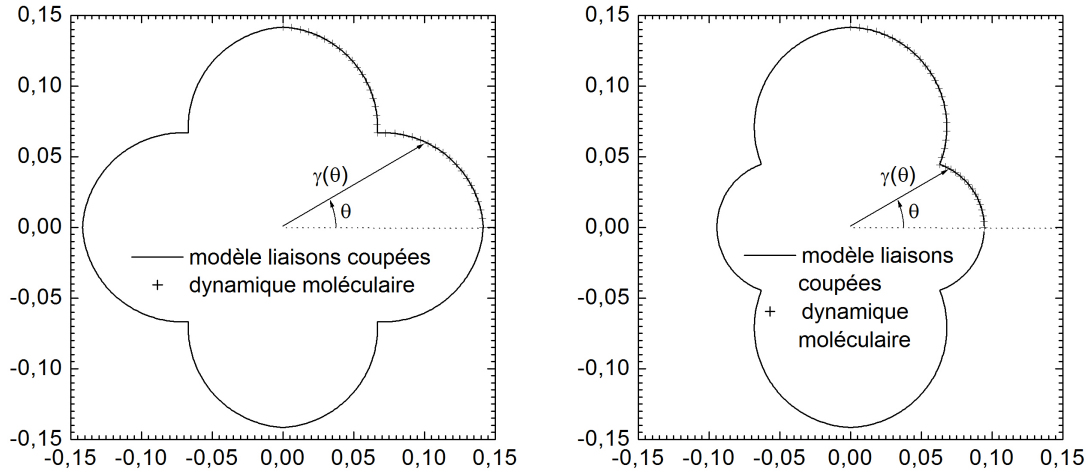 0,15
0,10
0,05
0,00
-0,05
-0,10
-0,15
-0,15 -0,10 -0,05 0,00 0,05 0,10 0,15
γ(θ)
θ
modèle liaisons coupées
dynamique moléculaire
0,15
0,10
0,05
0,00
-0,05
-0,10
-0,15
-0,15 -0,10 -0,05 0,00 0,05 0,10 0,15
γ(θ)
θ
modèle liaisons
coupées
dynamique
moléculaire